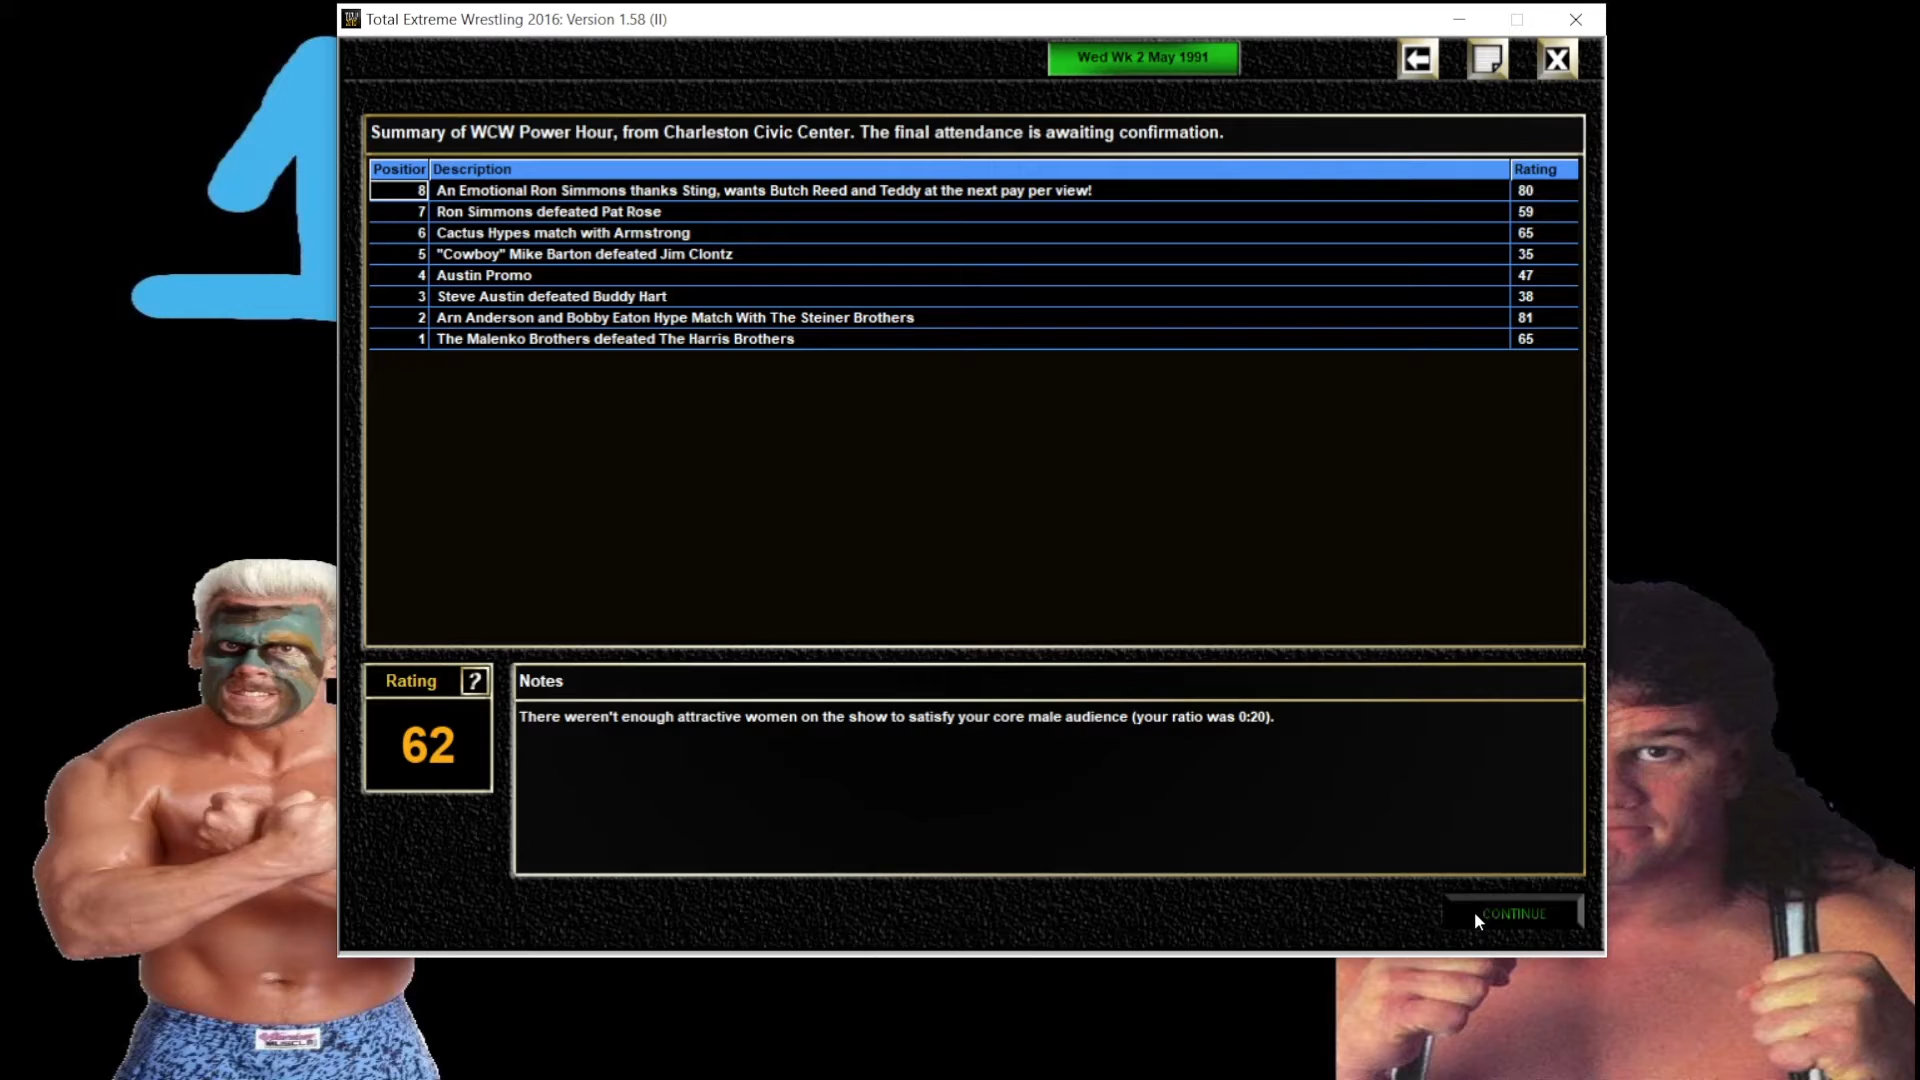 Total Extreme Wrestling 2016: Version 1.58 (II)
Wed Wk 2 May 1991
Summary of WCW Power Hour, from Charleston Civic Center. The final attendance is awaiting confirmation.
Position Description Rating
8 An Emotional Ron Simmons thanks Sting, wants Butch Reed and Teddy at the next pay per view! 80
7 Ron Simmons defeated Pat Rose 59
6 Cactus Hypes match with Armstrong 65
5 "Cowboy" Mike Barton defeated Jim Clontz 35
4 Austin Promo 47
3 Steve Austin defeated Buddy Hart 38
2 Arn Anderson and Bobby Eaton Hype Match With The Steiner Brothers 81
1 The Malenko Brothers defeated The Harris Brothers 65
Rating ? Notes
There weren't enough attractive women on the show to satisfy your core male audience (your ratio was 0:20).
62
CONTINUE